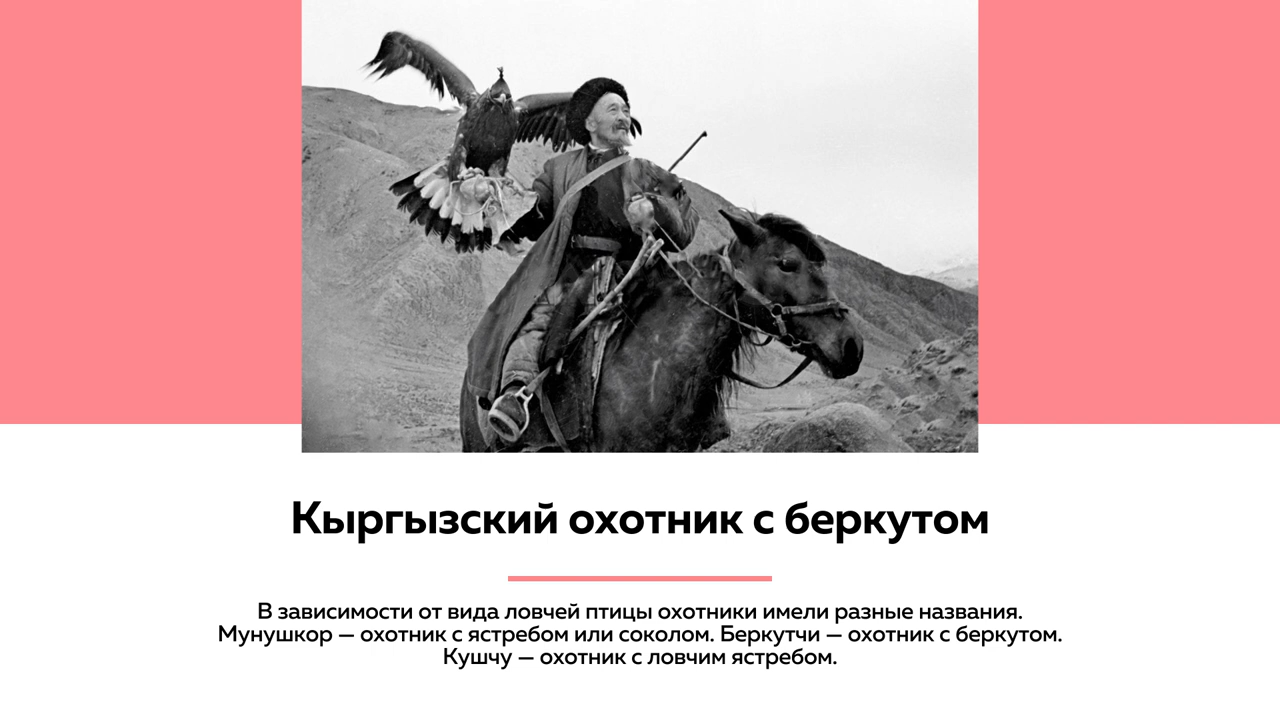 Кыргызский охотник с беркутом
В зависимости от вида ловчей птицы охотники имели разные названия.
Мунушкор — охотник с ястребом или соколом. Беркутчи — охотник с беркутом.
Кушчу — охотник с ловчим ястребом.